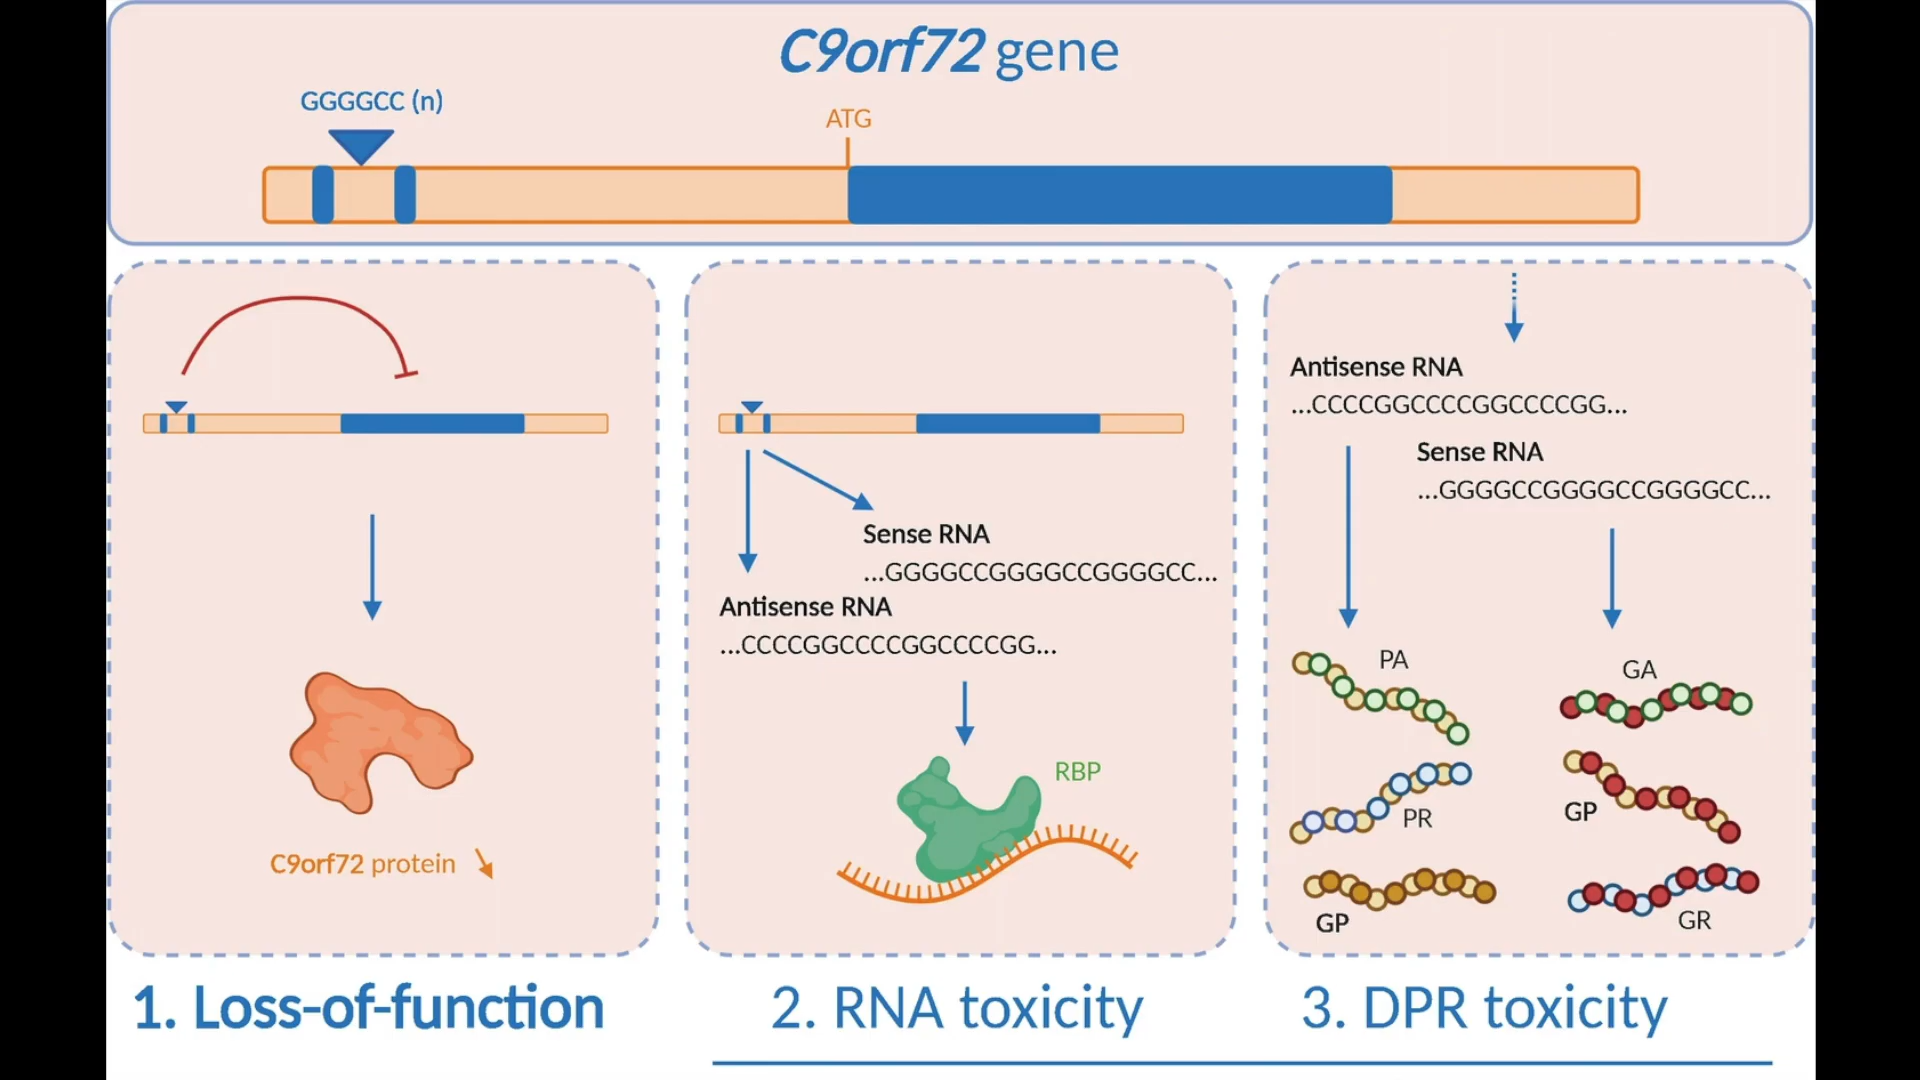 C9orf72 gene
GGGGCC (n)
ATG
C9orf72 protein
1. Loss-of-function
Sense RNA
...GGGGCCGGGGCCGGGGCC...
Antisense RNA
...CCCCGGCCCCGGCCCCGG...
RBP
2. RNA toxicity
Antisense RNA
...CCCCGGCCCCGGCCCCGG...
Sense RNA
...GGGGCCGGGGCCGGGGCC...
PA
GA
PR
GP
GP
GR
3. DPR toxicity